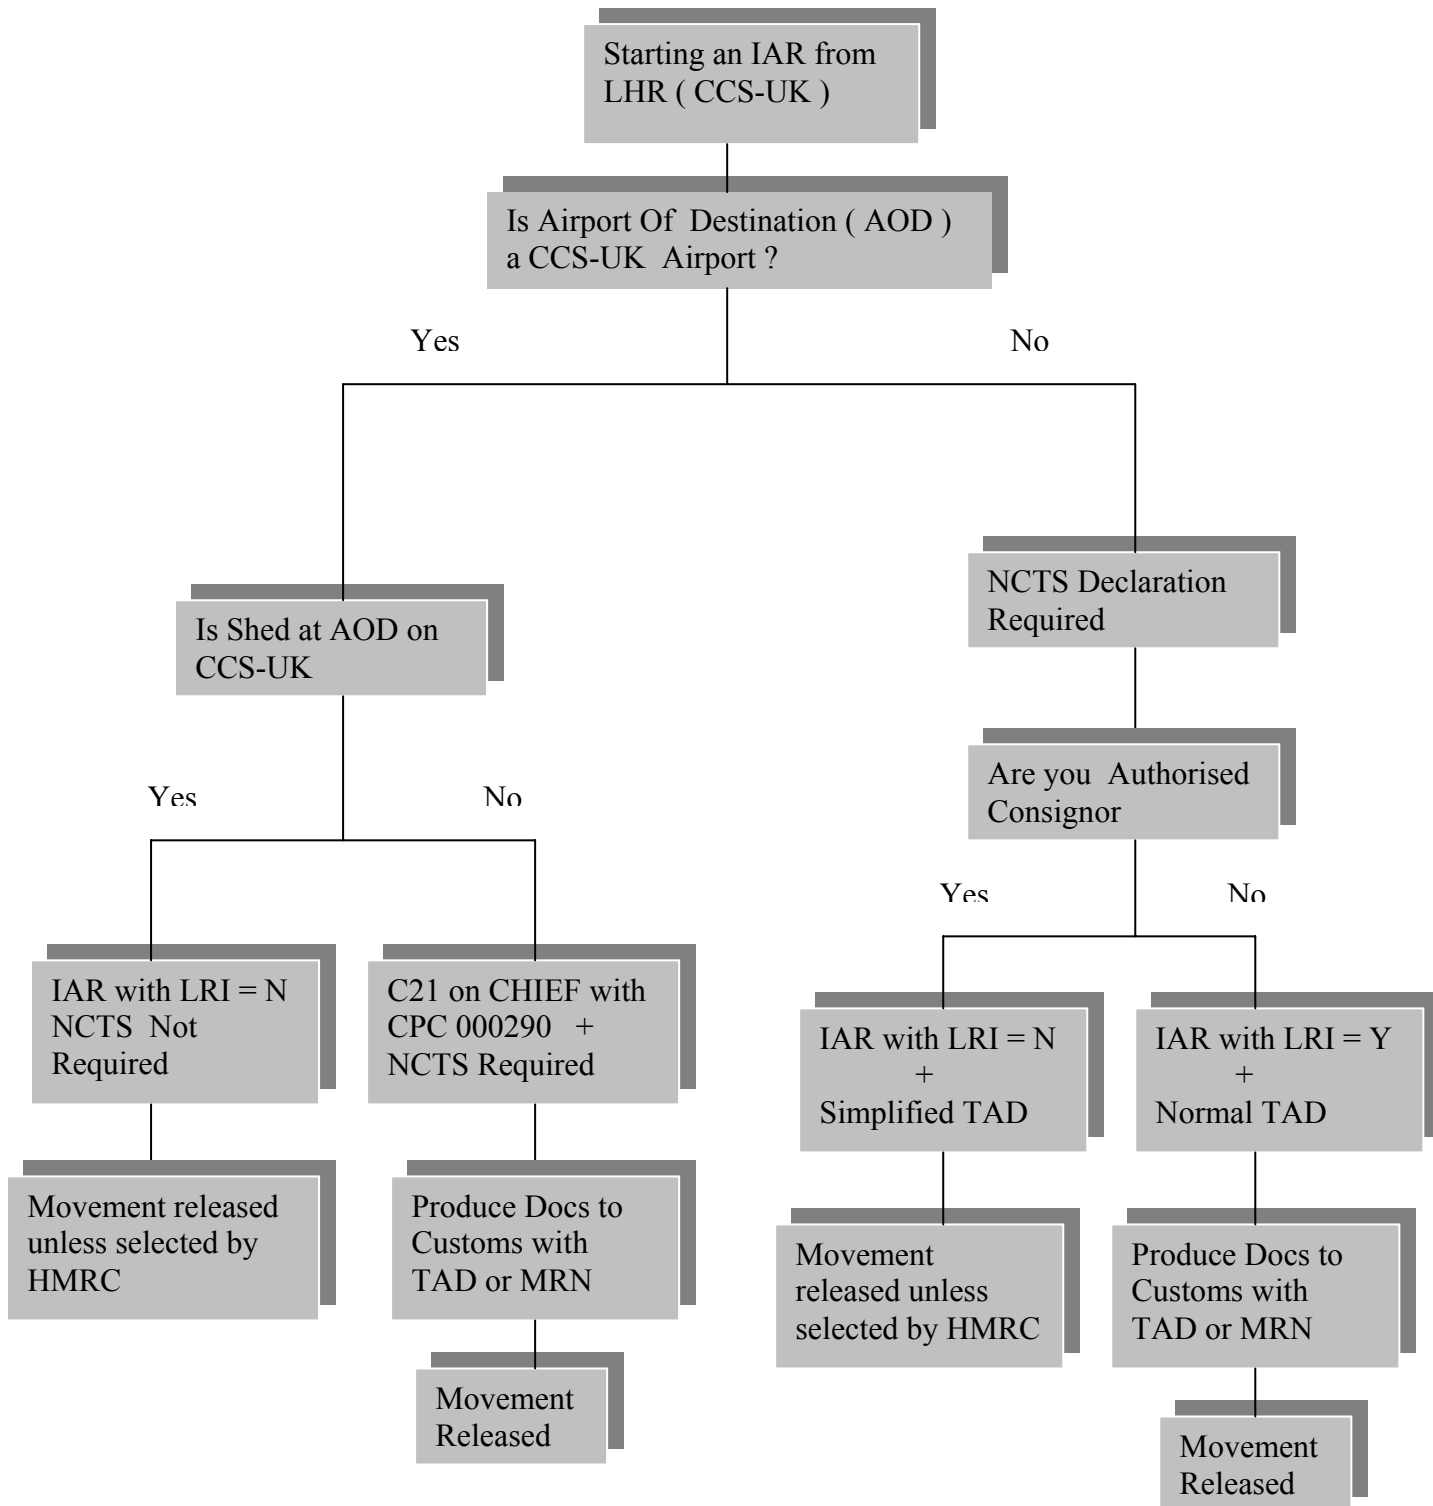 Starting an IAR from
LHR ( CCS-UK )
Is Airport Of Destination ( AOD )
a CCS-UK Airport ?
Yes
No
NCTS Declaration
Required
Is Shed at AOD on
CCS-UK
Are you Authorised
Consignor
Yes
No
Yes
No
IAR with LRI = N
NCTS Not
Required
C21 on CHIEF with
CPC 000290 +
NCTS Required
IAR with LRI = N
+
Simplified TAD
IAR with LRI = Y
+
Normal TAD
Movement released
unless selected by
HMRC
Produce Docs to
Customs with
TAD or MRN
Movement
released unless
selected by HMRC
Produce Docs to
Customs with
TAD or MRN
Movement
Released
Movement
Released